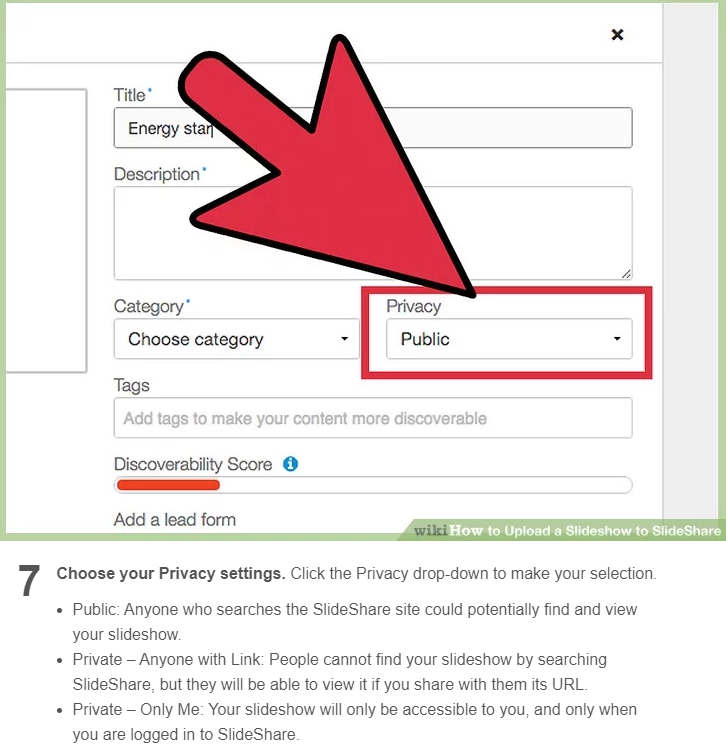 ×
Title*
Energy star
Description*
Category*
Privacy
Choose category
Public
Tags
Add tags to make your content more discoverable
Discoverability Score i
Add a lead form
wikiHow to Upload a Slideshow to SlideShare
7
Choose your Privacy settings. Click the Privacy drop-down to make your selection.
• Public: Anyone who searches the SlideShare site could potentially find and view
your slideshow.
• Private – Anyone with Link: People cannot find your slideshow by searching
SlideShare, but they will be able to view it if you share with them its URL.
• Private – Only Me: Your slideshow will only be accessible to you, and only when
you are logged in to SlideShare.